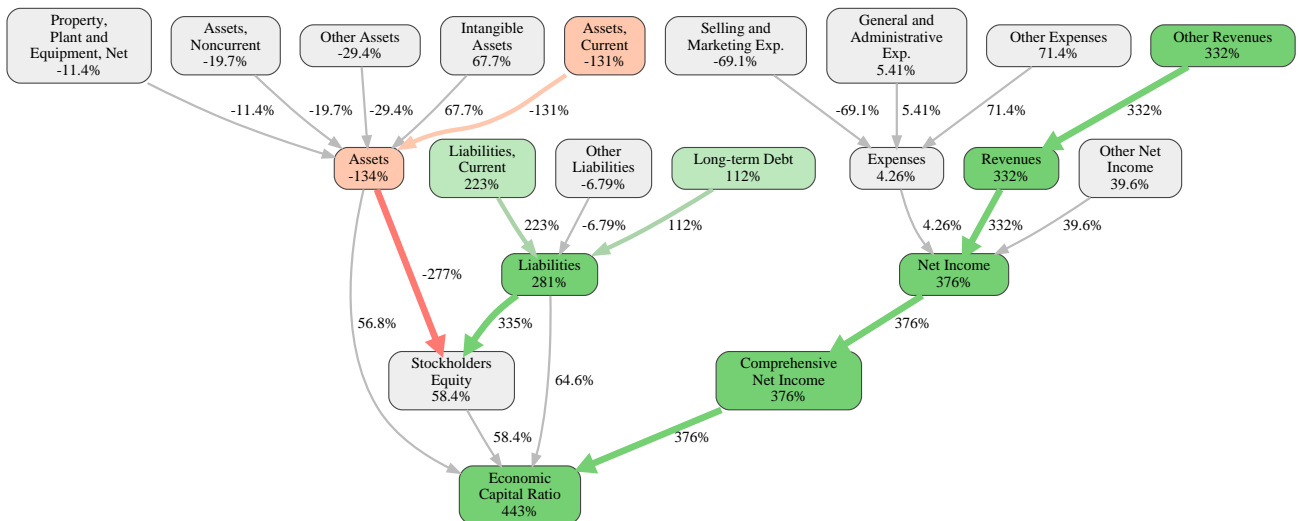 Property,
Plant and
Equipment, Net
-11.4%
Assets,
Noncurrent
-19.7%
Other Assets
-29.4%
Intangible
Assets
67.7%
Assets,
Current
-131%
Selling and
Marketing Exp.
-69.1%
General and
Administrative
Exp.
5.41%
Other Expenses
71.4%
Other Revenues
332%
-11.4%
-19.7%
-29.4%
67.7%
-131%
-69.1%
5.41%
71.4%
332%
Assets
-134%
Liabilities,
Current
223%
Other
Liabilities
-6.79%
Long-term Debt
112%
Expenses
4.26%
Revenues
332%
Other Net
Income
39.6%
223%
-6.79%
112%
4.26%
332%
39.6%
-277%
Liabilities
281%
Net Income
376%
56.8%
335%
376%
Stockholders
Equity
58.4%
64.6%
Comprehensive
Net Income
376%
58.4%
376%
Economic
Capital Ratio
443%